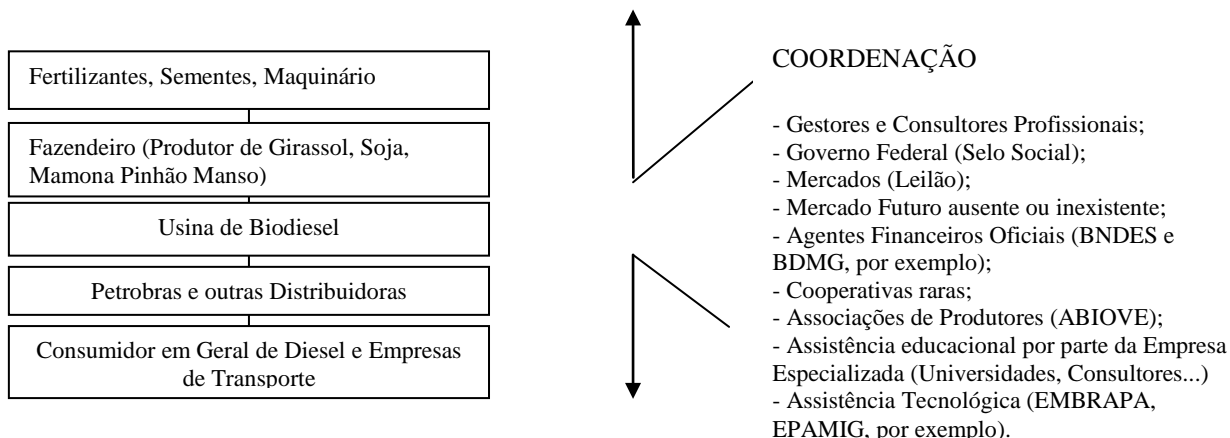 Fertilizantes, Sementes, Maquinário
Fazendeiro (Produtor de Girassol, Soja,
Mamona Pinhão Manso)
Usina de Biodiesel
Petrobras e outras Distribuidoras
Consumidor em Geral de Diesel e Empresas
de Transporte
COORDENAÇÃO
- Gestores e Consultores Profissionais;
- Governo Federal (Selo Social);
- Mercados (Leilão);
- Mercado Futuro ausente ou inexistente;
- Agentes Financeiros Oficiais (BNDES e
BDMG, por exemplo);
- Cooperativas raras;
- Associações de Produtores (ABIOVE);
- Assistência educacional por parte da Empresa
Especializada (Universidades, Consultores...)
- Assistência Tecnológica (EMBRAPA,
EPAMIG, por exemplo).